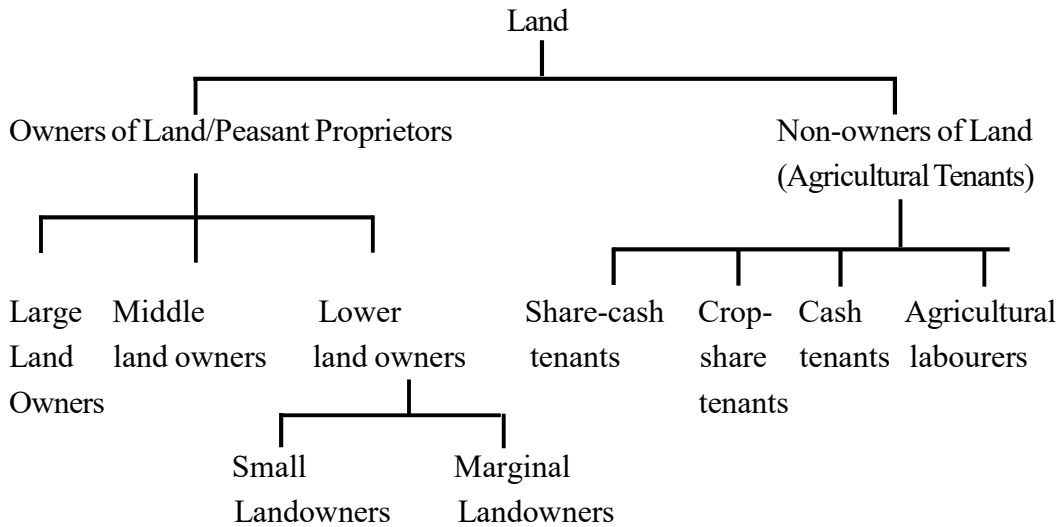 Land
Owners of Land/Peasant Proprietors
Non-owners of Land
(Agricultural Tenants)
Large
Land
Owners
Middle
land owners
Lower
land owners
Share-cash
tenants
Crop-
share
tenants
Cash
tenants
Agricultural
labourers
Small
Landowners
Marginal
Landowners